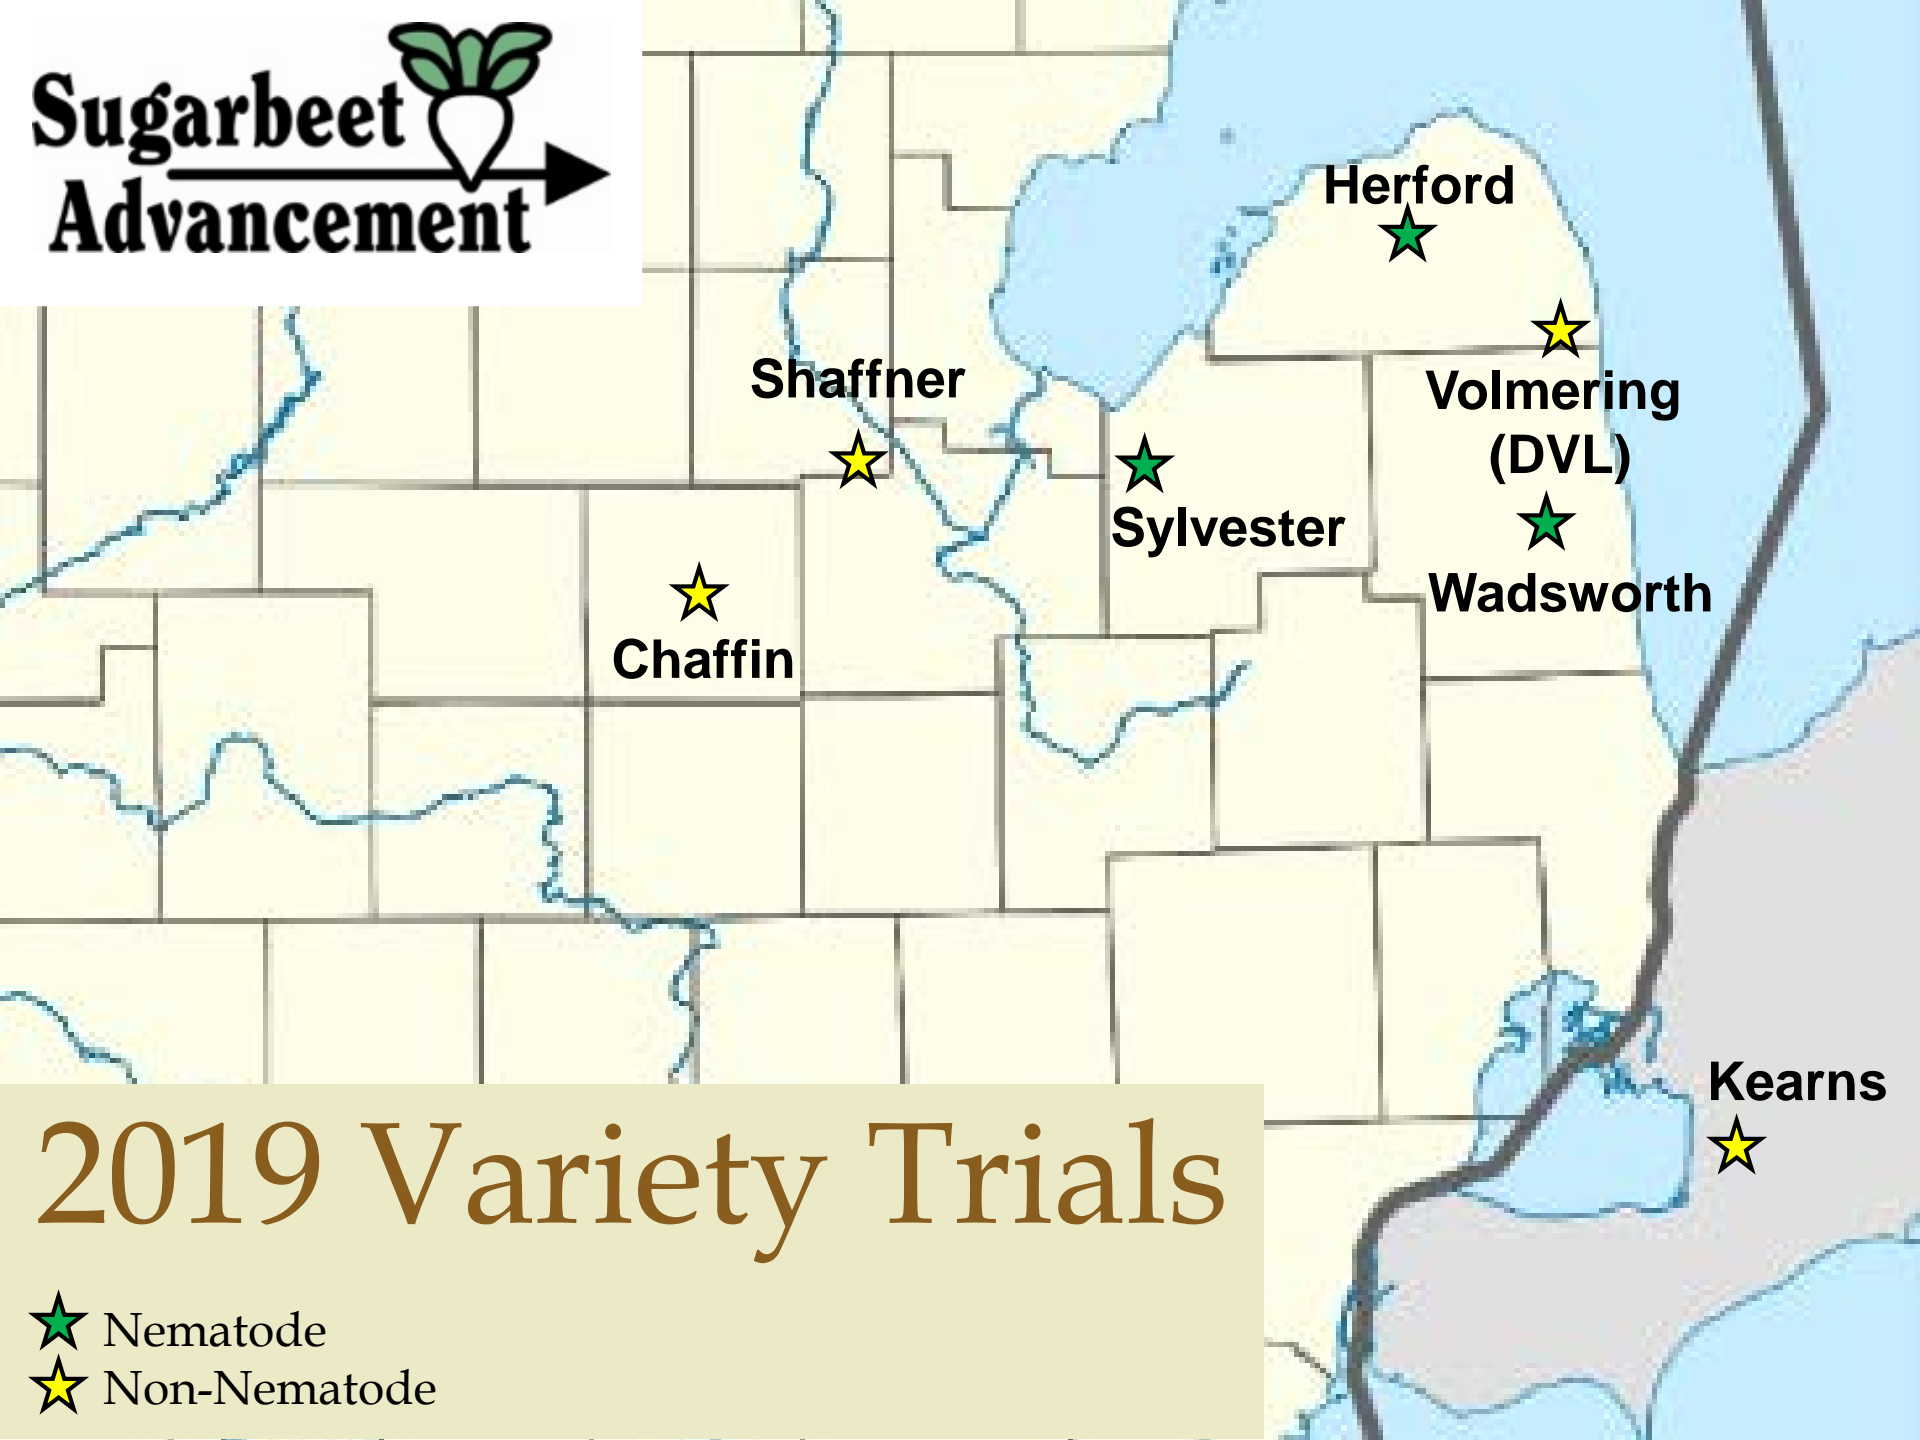 Sugarbeet
Advancement
Herford
Shaffner
Volmering
(DVL)
Sylvester
Wadsworth
Chaffin
Kearns
2019 Variety Trials
Nematode
Non-Nematode